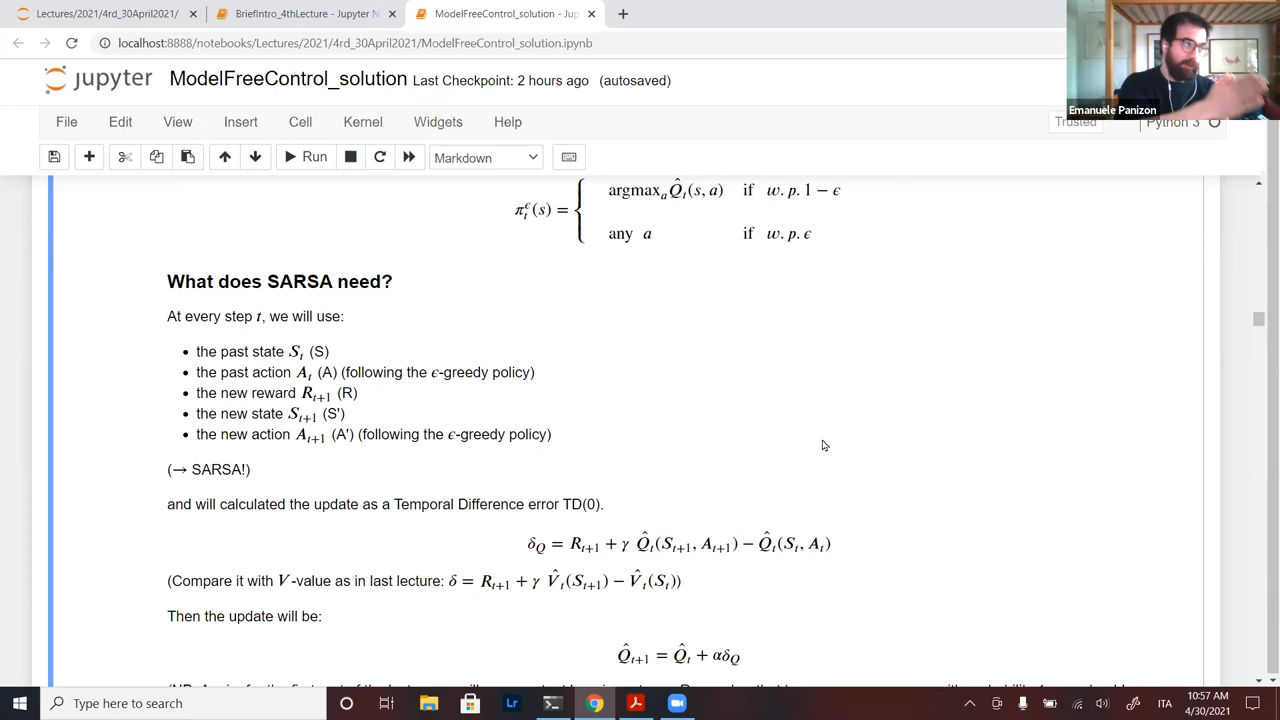 Lectures/2021/4rd_30April2021/
BriefIntro_4thLecture - Jupyter N
ModelFreeControl_solution - Jup
localhost:8888/notebooks/Lectures/2021/4rd_30April2021/ModelFreeControl_solution.ipynb
Emanuele Panizon
jupyter ModelFreeControl_solution Last Checkpoint: 2 hours ago (autosaved)
File Edit View Insert Cell Kernel Widgets Help
Trusted Python 3
Run Markdown
π_t^ϵ(s) = { argmax_a Q̂_t(s, a) if w. p. 1 − ϵ
any a if w. p. ϵ
What does SARSA need?
At every step t, we will use:
• the past state S_t (S)
• the past action A_t (A) (following the ϵ-greedy policy)
• the new reward R_{t+1} (R)
• the new state S_{t+1} (S')
• the new action A_{t+1} (A') (following the ϵ-greedy policy)
(→ SARSA!)
and will calculated the update as a Temporal Difference error TD(0).
δ_Q = R_{t+1} + γ Q̂_t(S_{t+1}, A_{t+1}) − Q̂_t(S_t, A_t)
(Compare it with V-value as in last lecture: δ = R_{t+1} + γ V̂_t(S_{t+1}) − V̂_t(S_t))
Then the update will be:
Q̂_{t+1} = Q̂_t + αδ_Q
Type here to search
Lr
ITA
10:57 AM
4/30/2021